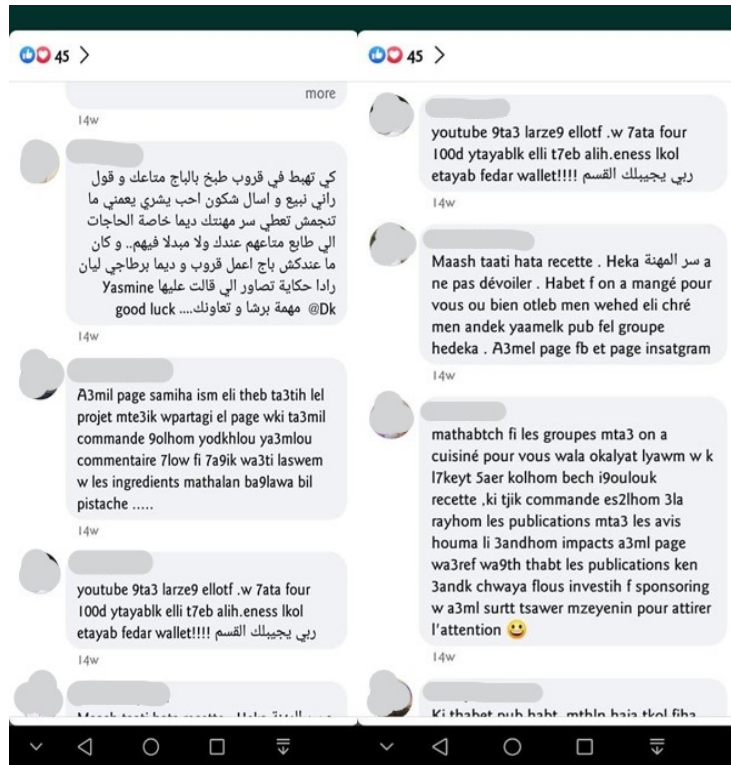 45 >
more
14w
كي تهبط في قروب طبخ بالباج متاعك و قول
راني نبيع و اسال شكون احب يشري يعمني ما
تنجمش تعطي سر مهنتك ديما خاصة الحاجات
الي طابع متاعهم عندك ولا مبدلا فيهم.. و كان
ما عندكش باج اعمل قروب و ديما برطاجي ليان
رادا حكاية تصاور الي قالت عليها Yasmine
Dk@ مهمة برشا و تعاونك.... good luck
14w
A3mil page samiha ism eli theb ta3tih lel
projet mte3ik wpartagi el page wki ta3mil
commande 9olhom yodkhlou ya3mlou
commentaire 7low fi 7a9ik wa3ti laswem
w les ingredients mathalan ba9lawa bil
pistache .....
14w
youtube 9ta3 larze9 ellotf .w 7ata four
100d ytayablk elli t7eb alih.eness lkol
etayab fedar wallet!!!! ربي يجيبلك القسم
14w
45 >
youtube 9ta3 larze9 ellotf .w 7ata four
100d ytayablk elli t7eb alih.eness lkol
etayab fedar wallet!!!! ربي يجيبلك القسم
14w
Maash taati hata recette . Heka سر المهنة a
ne pas dévoiler . Habet f on a mangé pour
vous ou bien otleb men wehed eli chré
men andek yaamelk pub fel groupe
hedeka . A3mel page fb et page insatgram
14w
mathabtch fi les groupes mta3 on a
cuisiné pour vous wala okalyat lyawm w k
l7keyt 5aer kolhom bech i9oulouk
recette ,ki tjik commande es2lhom 3la
rayhom les publications mta3 les avis
houma li 3andhom impacts a3ml page
wa3ref wa9th thabt les publications ken
3andk chwaya flous investih f sponsoring
w a3ml surtt tsawer mzeyenin pour attirer
l'attention 😀
14w
Ki thabet pub habt mthln haja tkol fiha